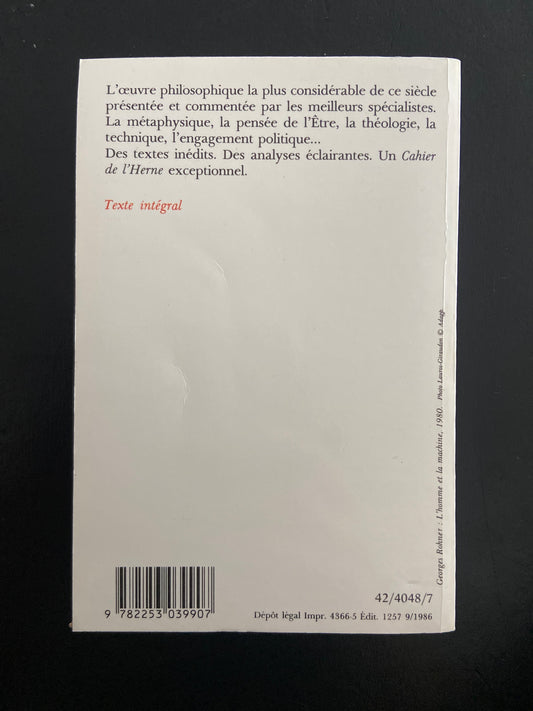 L'œuvre philosophique la plus considérable de ce siècle
présentée et commentée par les meilleurs spécialistes.
La métaphysique, la pensée de l'Être, la théologie, la
technique, l'engagement politique...
Des textes inédits. Des analyses éclairantes. Un Cahier
de l'Herne exceptionnel.
Texte intégral
Georges Rohner : L'homme et la machine, 1980. Photo Lauros-Giraudon © Adagp.
42/4048/7
9 782253 039907
Dépôt légal Impr. 4366-5 Édit. 1257 9/1986